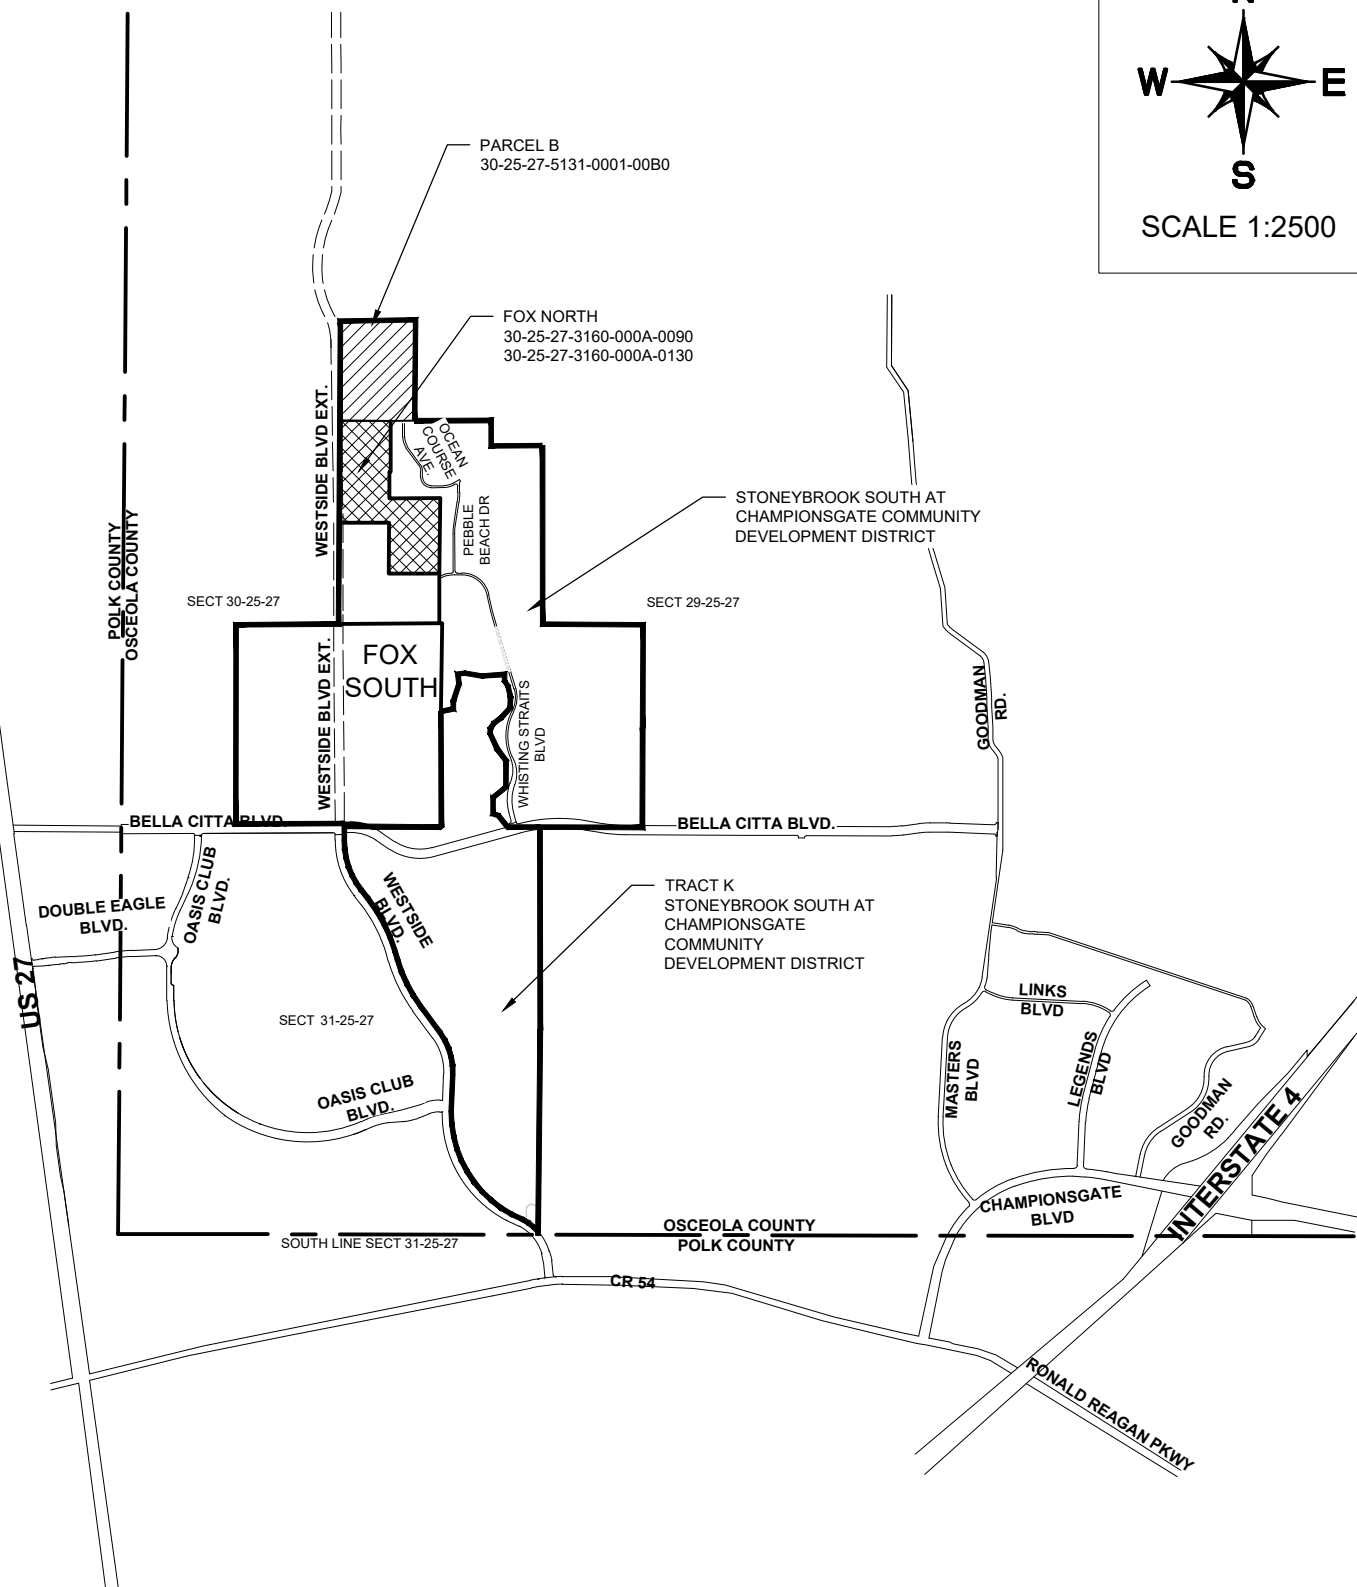 N
W
E
S
SCALE 1:2500
PARCEL B
30-25-27-5131-0001-00B0
FOX NORTH
30-25-27-3160-000A-0090
30-25-27-3160-000A-0130
WESTSIDE BLVD EXT.
OCEAN
COURSE
AVE.
PEBBLE
BEACH DR
STONEYBROOK SOUTH AT
CHAMPIONSGATE COMMUNITY
DEVELOPMENT DISTRICT
POLK COUNTY
OSCEOLA COUNTY
SECT 30-25-27
SECT 29-25-27
FOX
SOUTH
WESTSIDE BLVD EXT.
WHISTING STRAITS
BLVD
GOODMAN
RD.
BELLA CITTA BLVD.
BELLA CITTA BLVD.
OASIS CLUB
BLVD.
DOUBLE EAGLE
BLVD.
WESTSIDE
BLVD.
TRACT K
STONEYBROOK SOUTH AT
CHAMPIONSGATE
COMMUNITY
DEVELOPMENT DISTRICT
US 27
SECT 31-25-27
LINKS
BLVD
MASTERS
BLVD
LEGENDS
BLVD
OASIS CLUB
BLVD.
GOODMAN
RD.
INTERSTATE 4
CHAMPIONSGATE
BLVD
OSCEOLA COUNTY
POLK COUNTY
SOUTH LINE SECT 31-25-27
CR 54
RONALD REAGAN PKWY